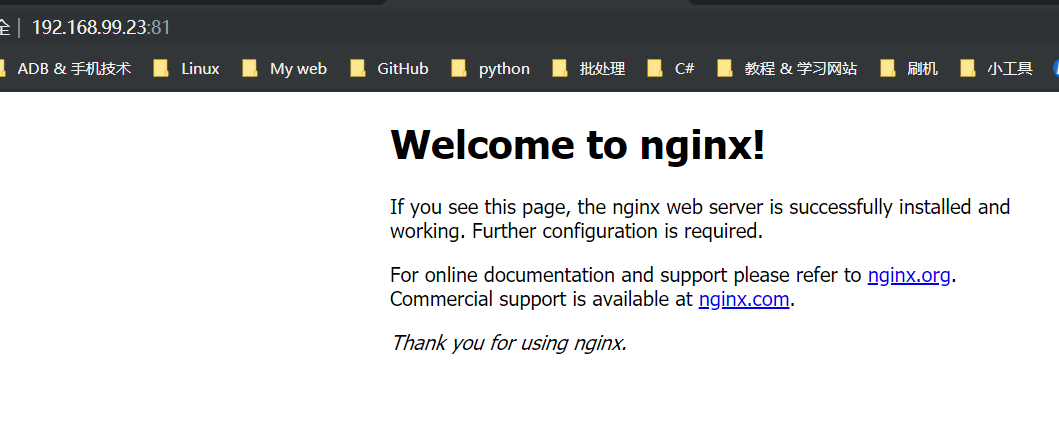 全 192.168.99.23:81
ADB & 手机技术 Linux My web GitHub python 批处理 C# 教程 & 学习网站 刷机 小工具
Welcome to nginx!
If you see this page, the nginx web server is successfully installed and
working. Further configuration is required.
For online documentation and support please refer to nginx.org.
Commercial support is available at nginx.com.
Thank you for using nginx.